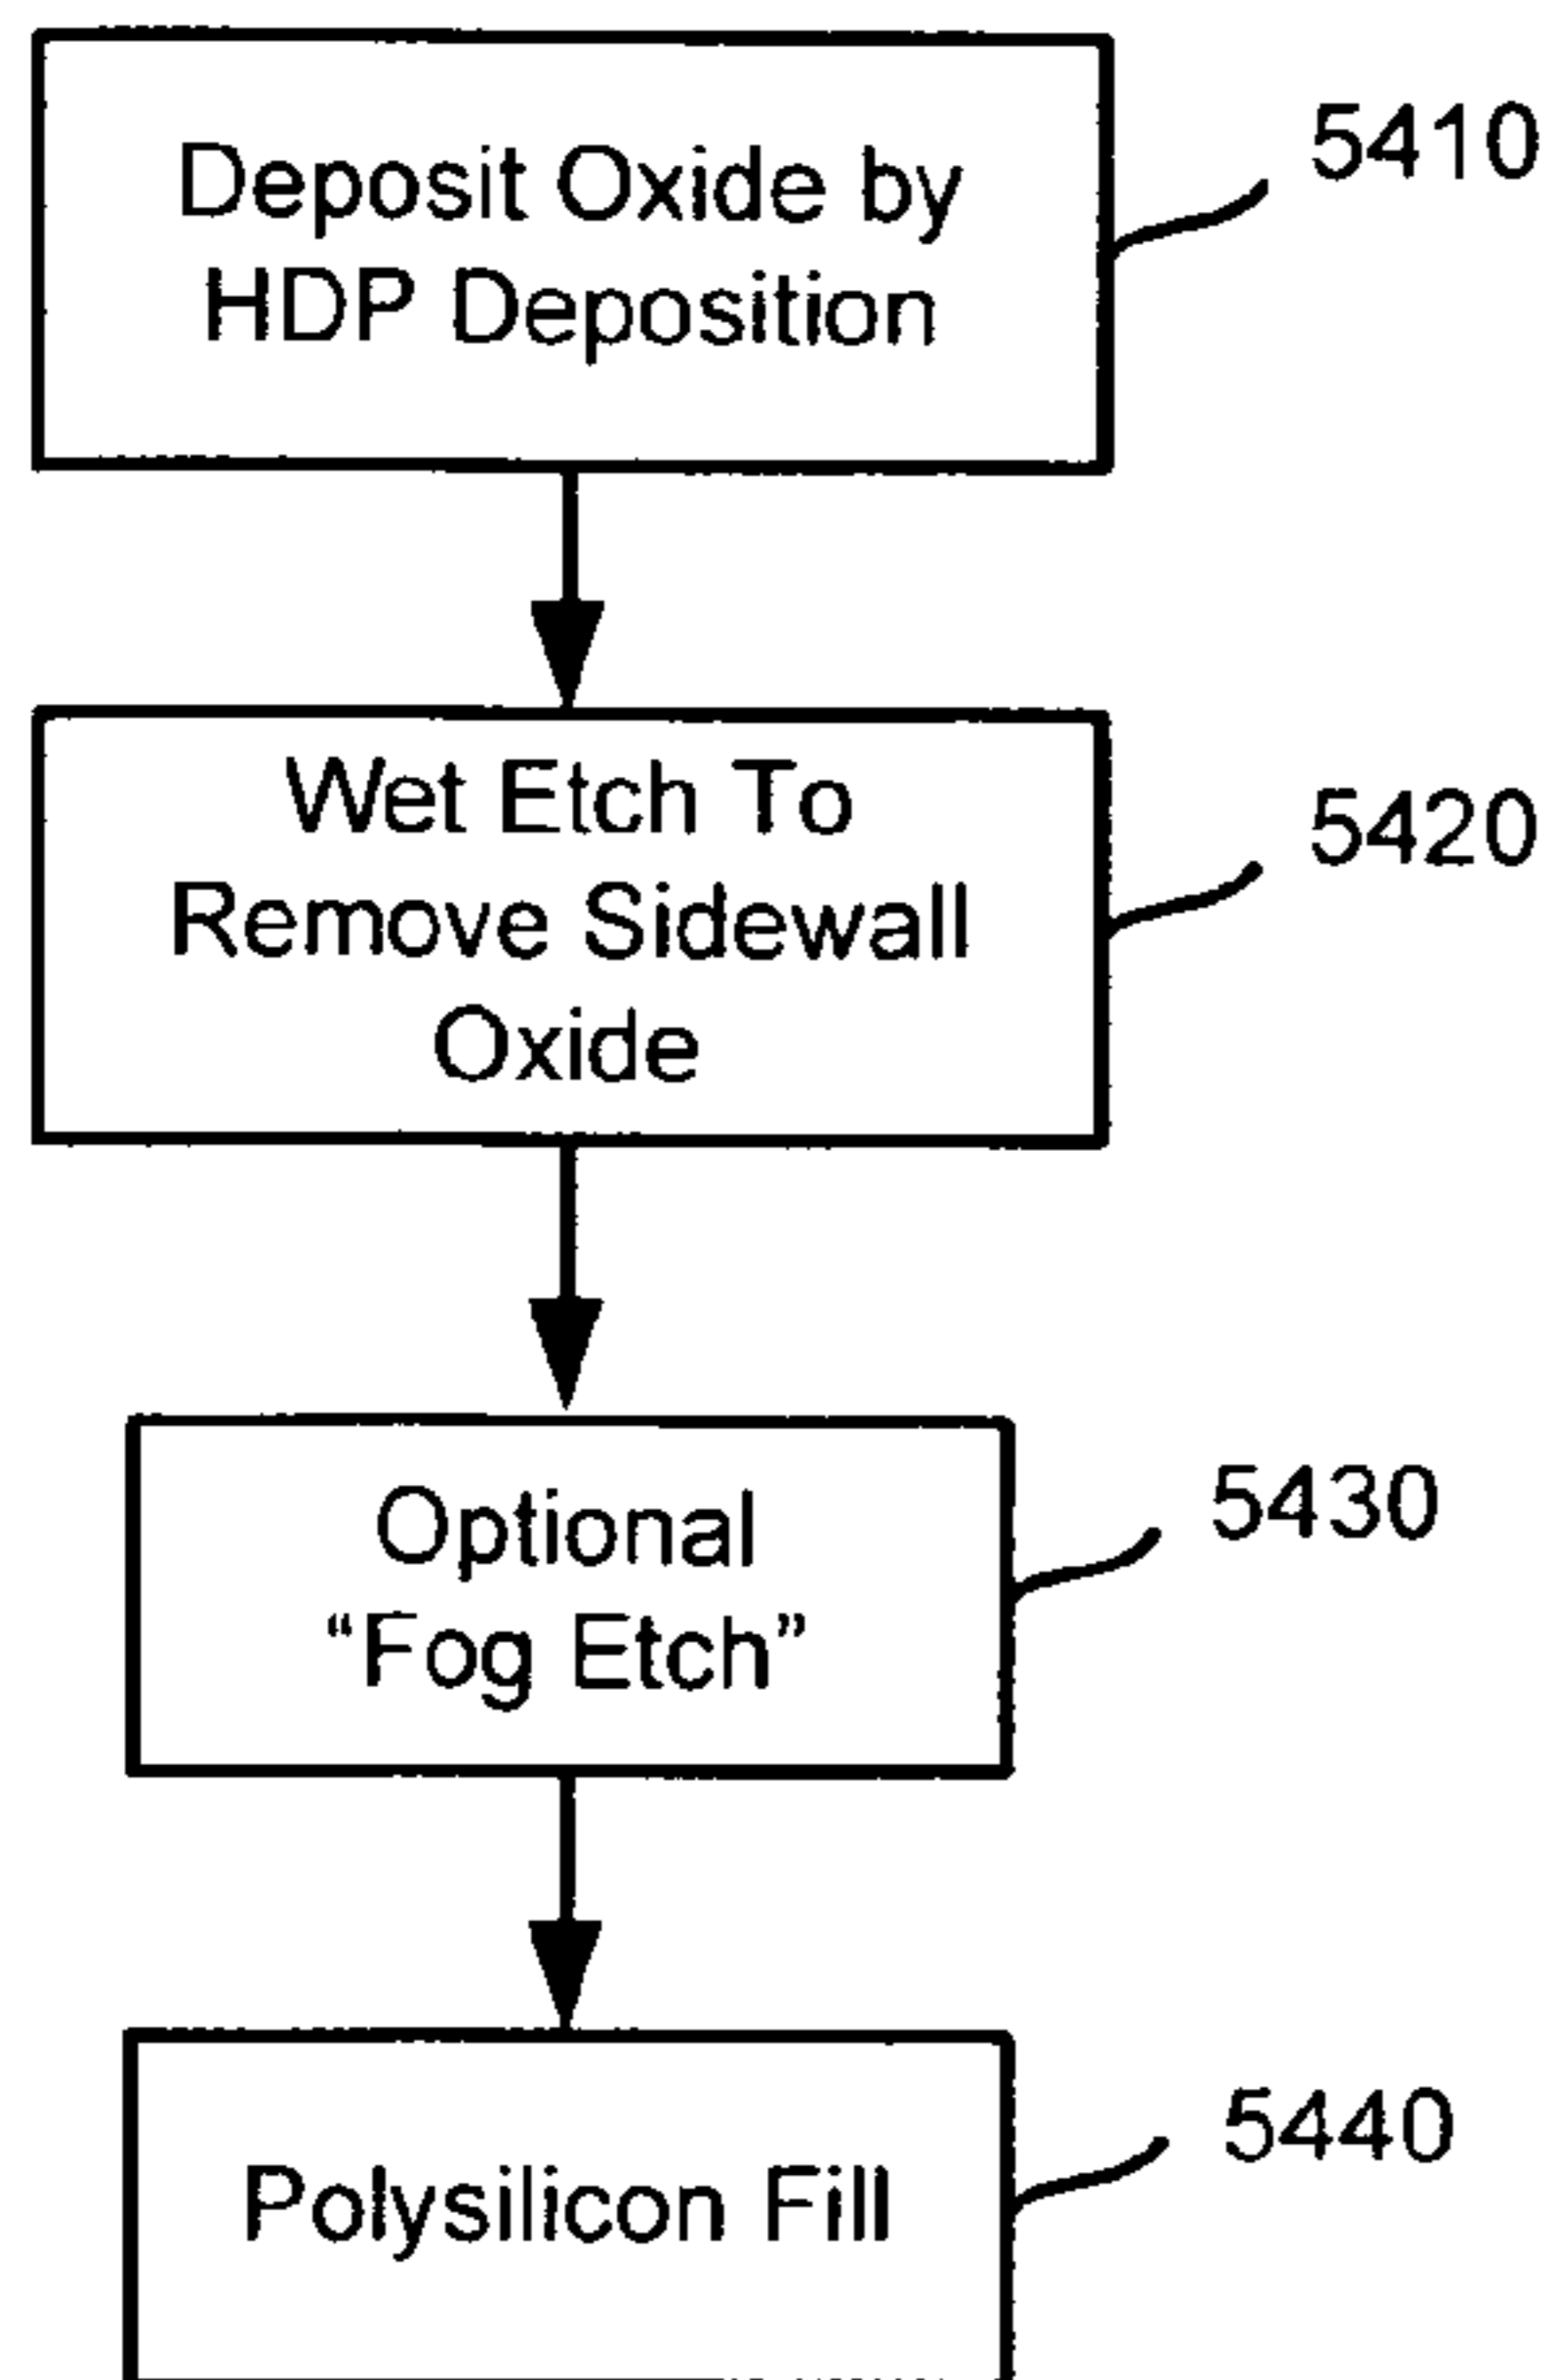 Deposit Oxide by
HDP Deposition
5410
Wet Etch To
Remove Sidewall
Oxide
5420
Optional
“Fog Etch”
5430
Polysilicon Fill
5440